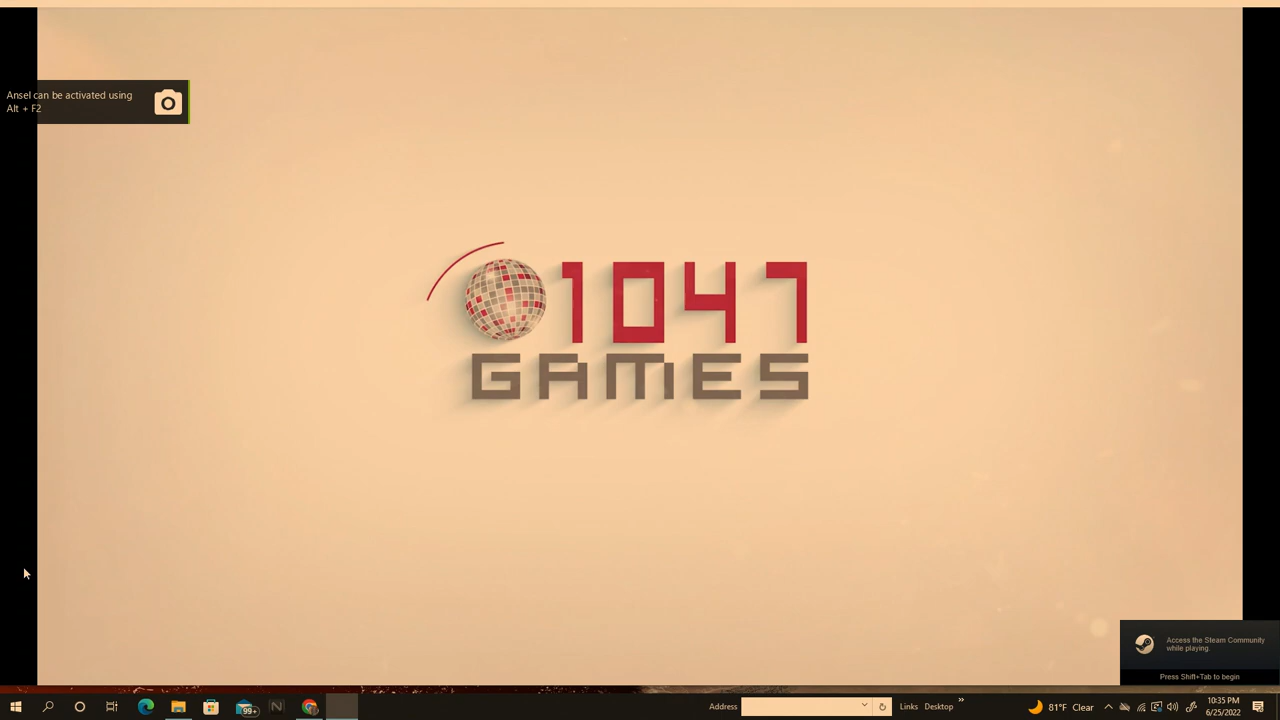 Ansel can be activated using
Alt + F2
1047
GAMES
Access the Steam Community
while playing.
Press Shift+Tab to begin
99+
Address
Links
Desktop
»
81°F Clear
10:35 PM
6/25/2022